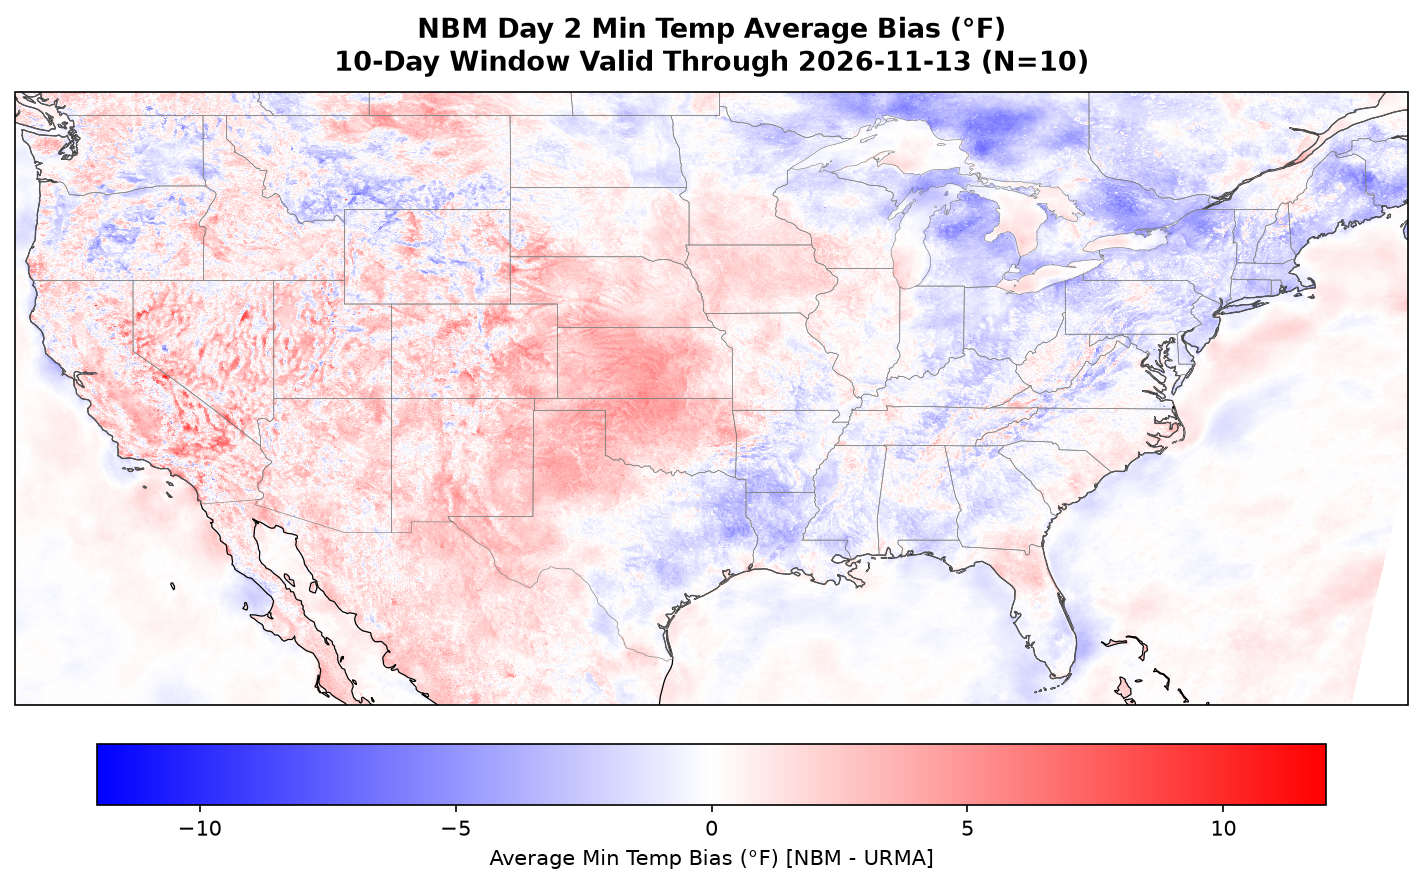 NBM Day 2 Min Temp Average Bias (°F)
10-Day Window Valid Through 2026-11-13 (N=10)
−10 −5 0 5 10
Average Min Temp Bias (°F) [NBM - URMA]